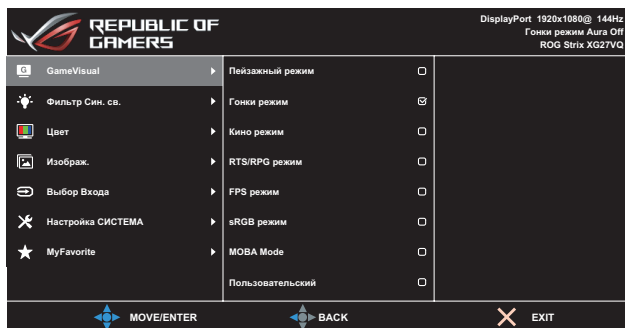 REPUBLIC OF
GAMERS
DisplayPort 1920x1080@ 144Hz
Гонки режим Aura Off
ROG Strix XG27VQ
G
GameVisual
Фильтр Син. св.
Цвет
Изображ.
Выбор Входа
Настройка СИСТЕМА
MyFavorite
Пейзажный режим
Гонки режим
Кино режим
RTS/RPG режим
FPS режим
sRGB режим
MOBA Mode
Пользовательский
MOVE/ENTER
BACK
EXIT